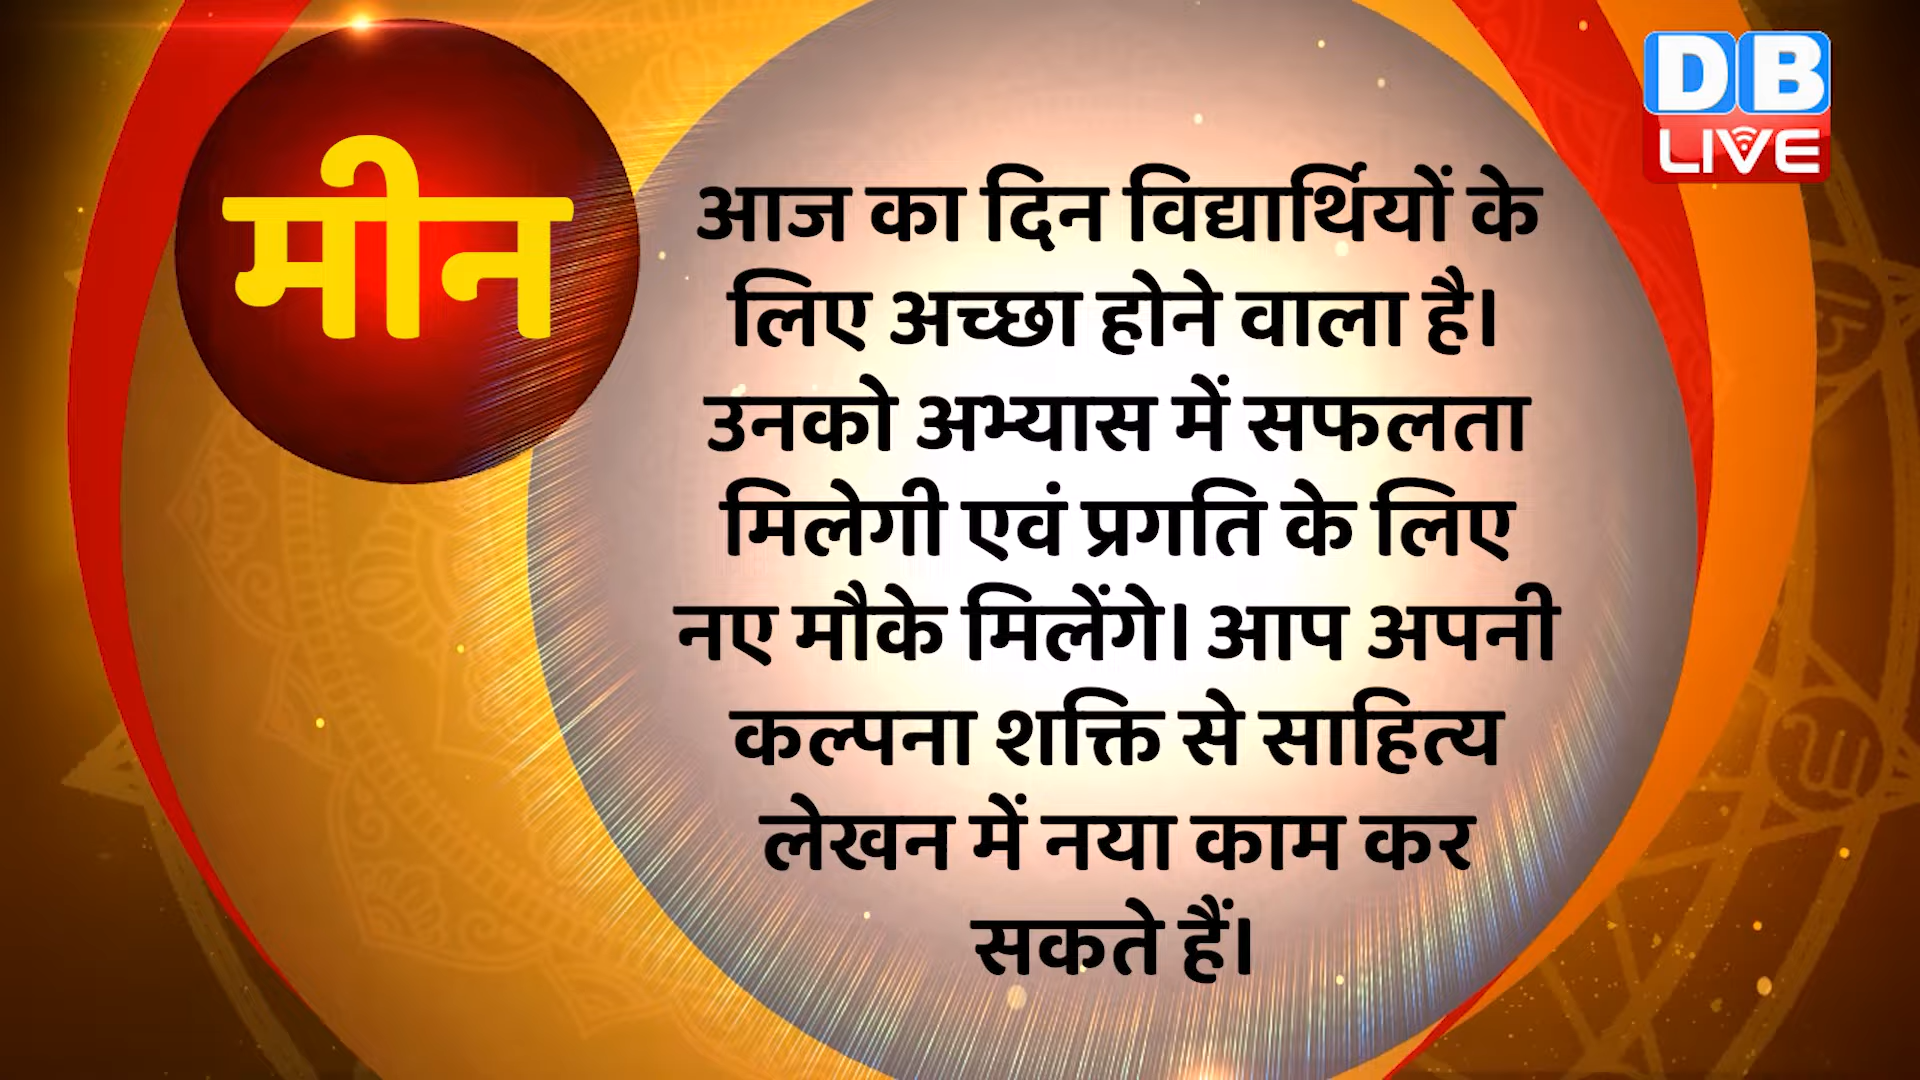 मीन
DB
LIVE
आज का दिन विद्यार्थियों के
लिए अच्छा होने वाला है।
उनको अभ्यास में सफलता
मिलेगी एवं प्रगति के लिए
नए मौके मिलेंगे। आप अपनी
कल्पना शक्ति से साहित्य
लेखन में नया काम कर
सकते हैं।